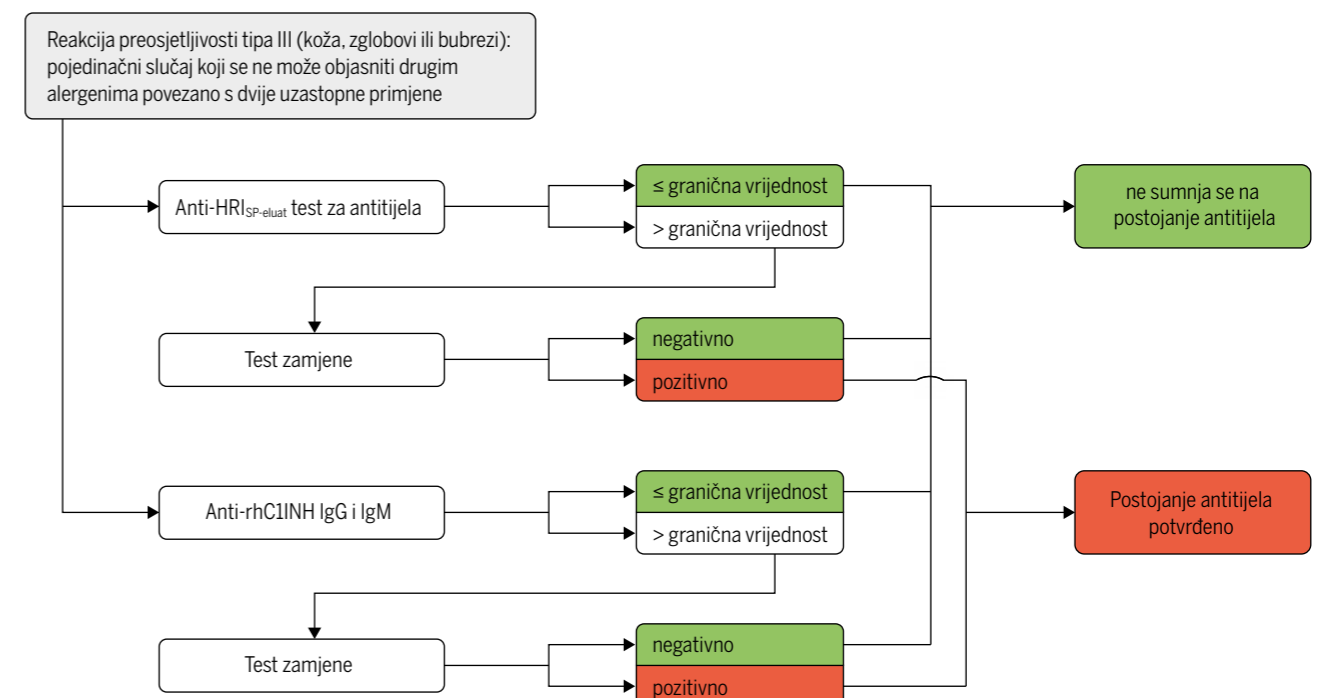 Reakcija preosjetljivosti tipa III (koža, zglobovi ili bubrezi):
pojedinačni slučaj koji se ne može objasniti drugim
alergenima povezano s dvije uzastopne primjene
Anti-HRISP-eluat test za antitijela
≤ granična vrijednost
> granična vrijednost
ne sumnja se na
postojanje antitijela
Test zamjene
negativno
pozitivno
Anti-rhC1INH IgG i IgM
≤ granična vrijednost
> granična vrijednost
Postojanje antitijela
potvrđeno
Test zamjene
negativno
pozitivno